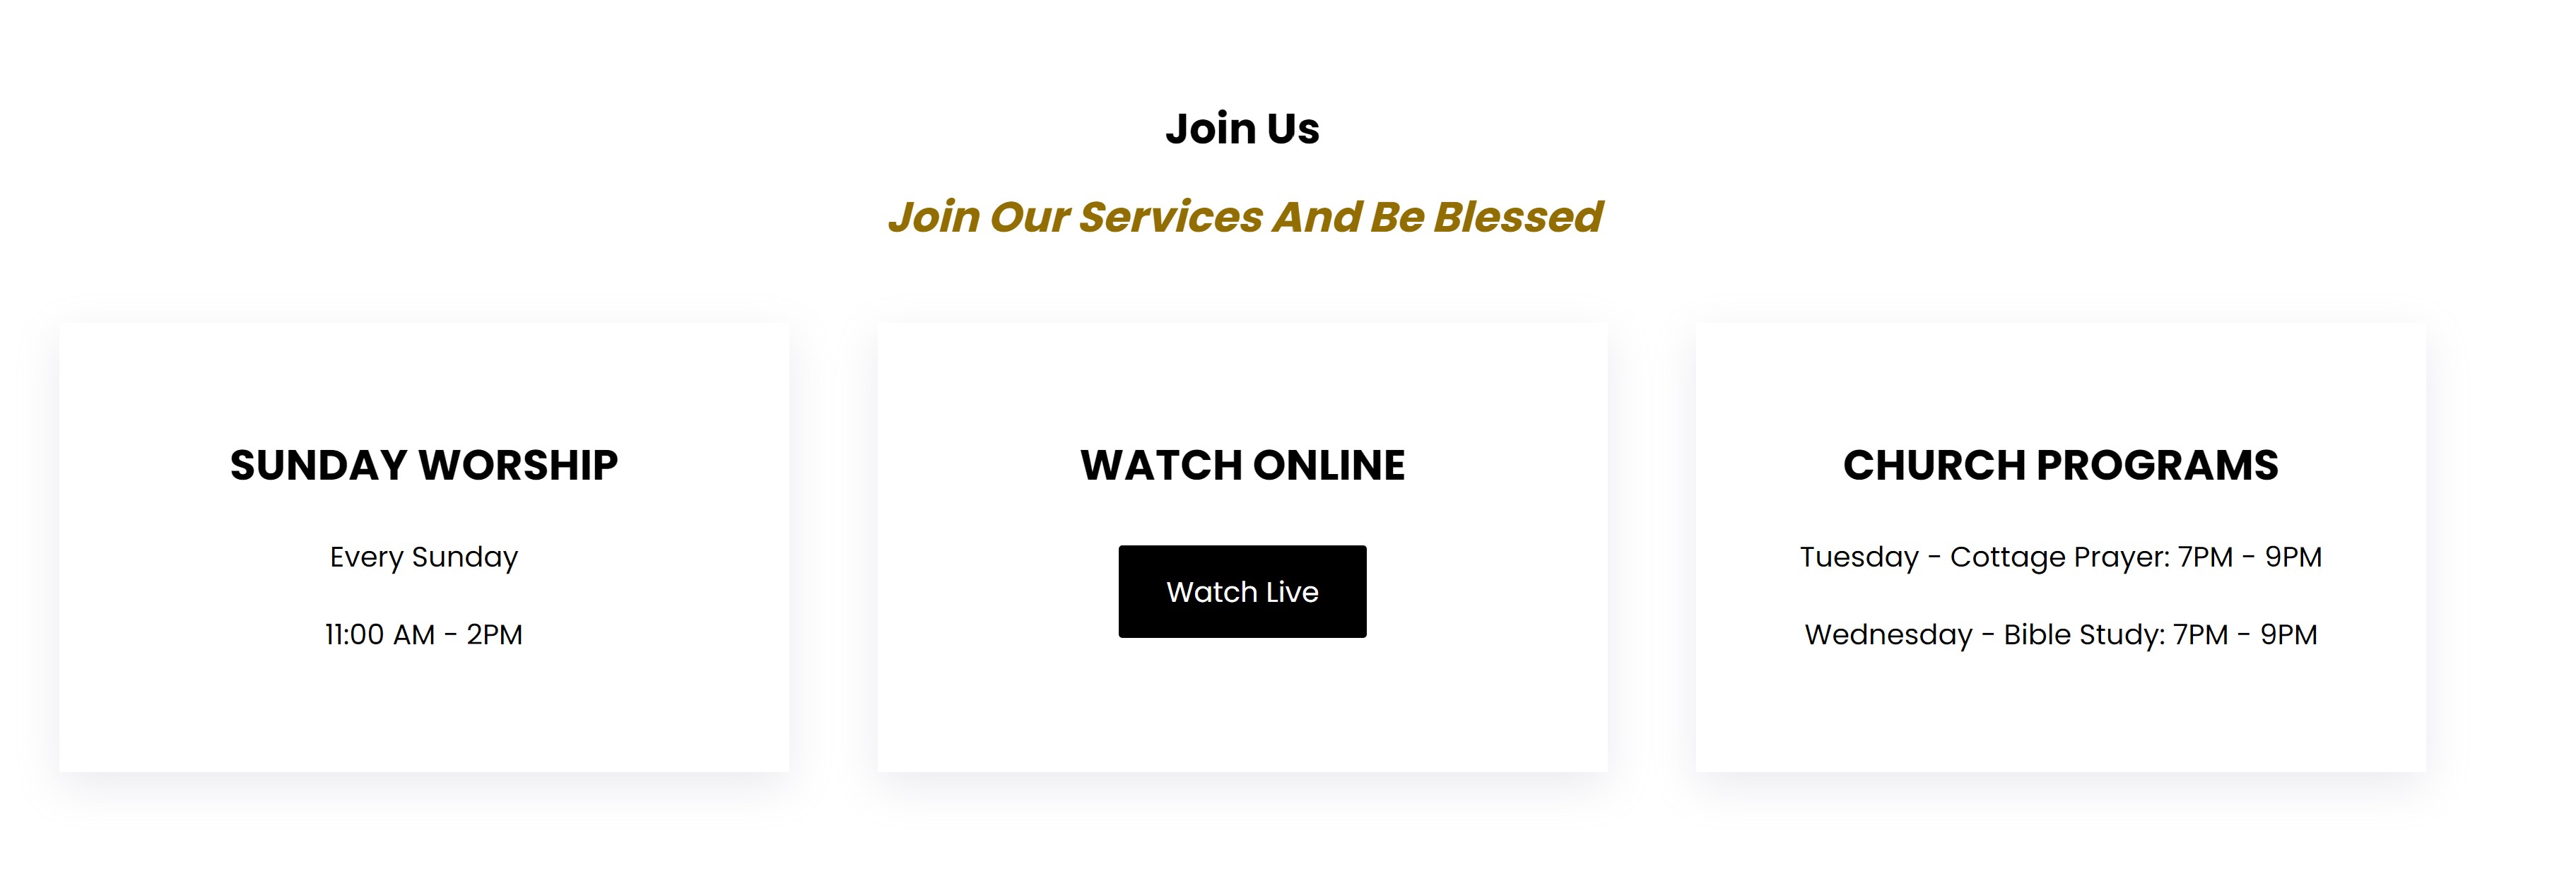 Join Us
Join Our Services And Be Blessed
SUNDAY WORSHIP
Every Sunday
11:00 AM - 2PM
WATCH ONLINE
Watch Live
CHURCH PROGRAMS
Tuesday - Cottage Prayer: 7PM - 9PM
Wednesday - Bible Study: 7PM - 9PM